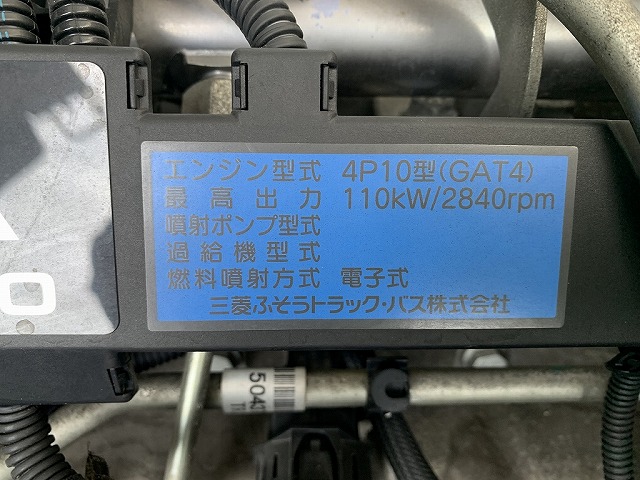 エンジン型式 4P10型(GAT4)
最高出力 110kW/2840rpm
噴射ポンプ型式
過給機型式
燃料噴射方式 電子式
三菱ふそうトラック・バス株式会社
504